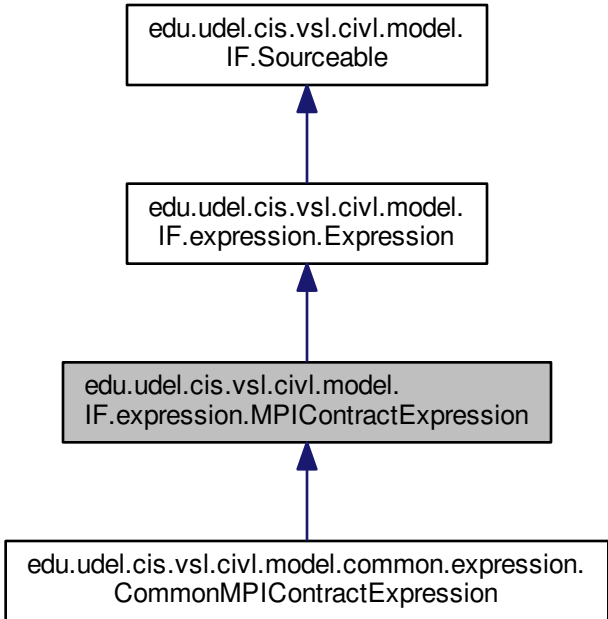 edu.udel.cis.vsl.civl.model.
IF.Sourceable
edu.udel.cis.vsl.civl.model.
IF.expression.Expression
edu.udel.cis.vsl.civl.model.
IF.expression.MPIContractExpression
edu.udel.cis.vsl.civl.model.common.expression.
CommonMPIContractExpression